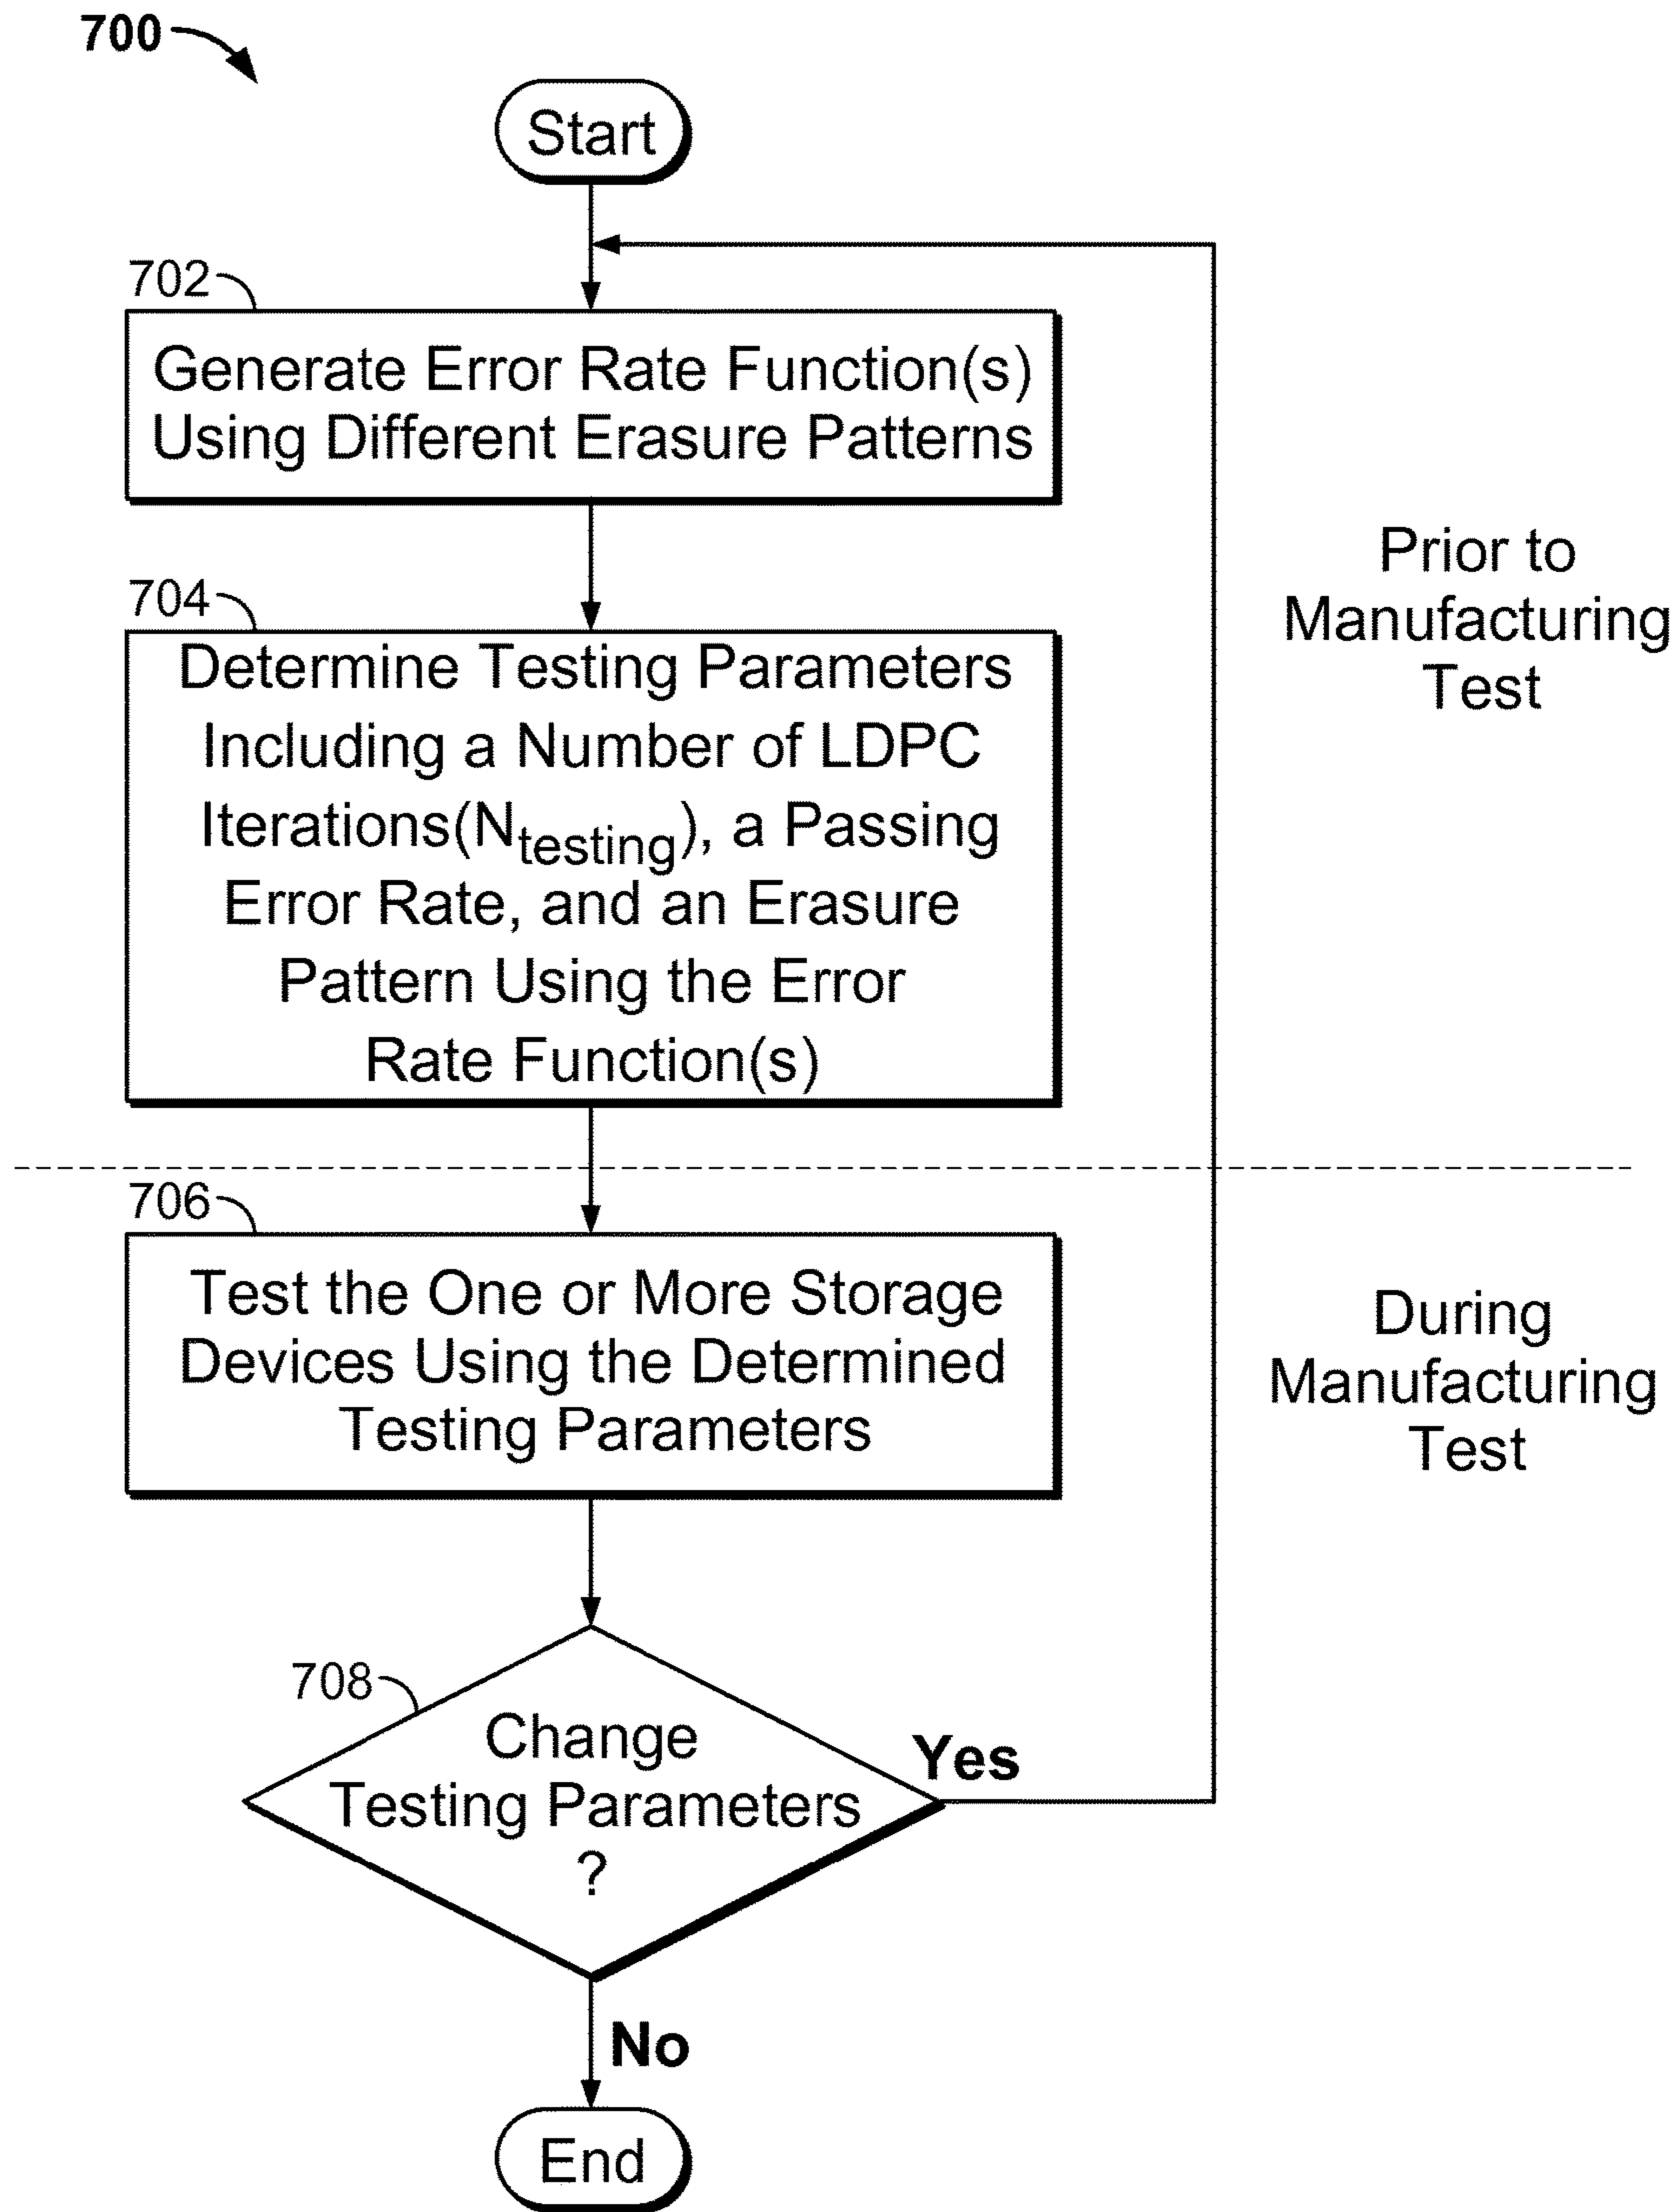 700
Start
702
Generate Error Rate Function(s)
Using Different Erasure Patterns
704
Determine Testing Parameters
Including a Number of LDPC
Iterations(Ntesting), a Passing
Error Rate, and an Erasure
Pattern Using the Error
Rate Function(s)
Prior to
Manufacturing
Test
706
Test the One or More Storage
Devices Using the Determined
Testing Parameters
During
Manufacturing
Test
708
Change
Testing Parameters
?
Yes
No
End